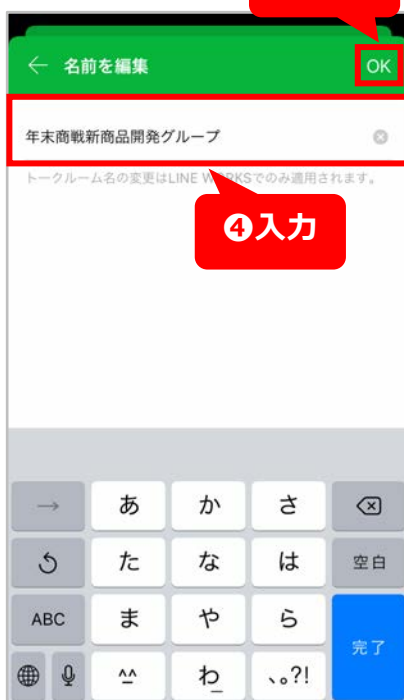 名前を編集 OK
年末商戦新商品開発グループ
トークルーム名の変更はLINE WORKSでのみ適用されます。
❹入力
→ あ か さ
た な は 空白
ABC ま や ら 完了
^^ わ_ 、。?!